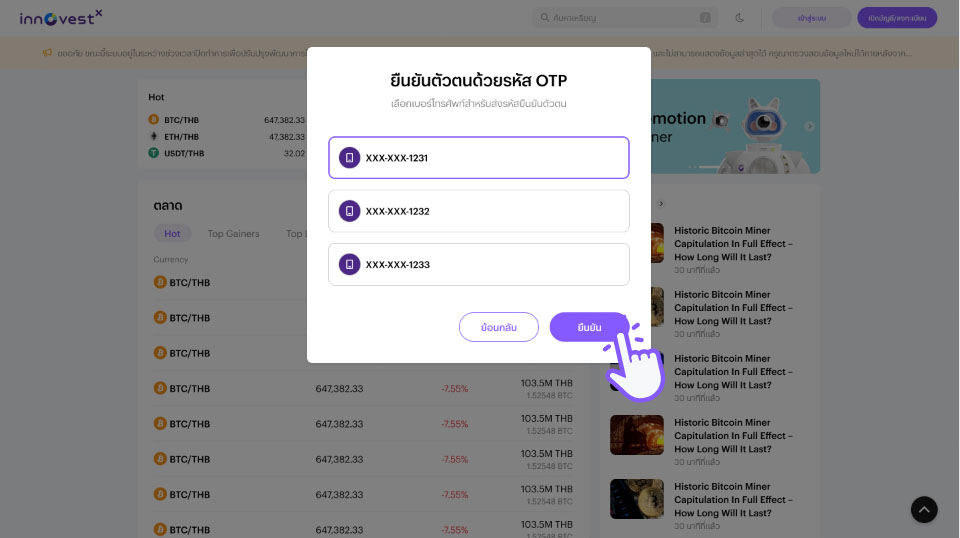 innovestX
ค้นหาเหรียญ
/
เข้าสู่ระบบ
เปิดบัญชี/ลงทะเบียน
ขออภัย ขณะนี้ระบบอยู่ในระหว่างช่วงเวลาปิดทำการเพื่อปรับปรุงพัฒนาการ
และไม่สามารถแสดงข้อมูลล่าสุดได้ กรุณาตรวจสอบข้อมูลใหม่ได้ภายหลังจาก...
Hot
BTC/THB 647,382.33
ETH/THB 47,382.33
USDT/THB 32.02
emotion
ner
ยืนยันตัวตนด้วยรหัส OTP
เลือกเบอร์โทรศัพท์สำหรับส่งรหัสยืนยันตัวตน
XXX-XXX-1231
XXX-XXX-1232
XXX-XXX-1233
ย้อนกลับ
ยืนยัน
ตลาด
Hot Top Gainers Top
Currency
BTC/THB
BTC/THB
BTC/THB
BTC/THB 647,382.33 -7.55% 103.5M THB
1.52548 BTC
BTC/THB 647,382.33 -7.55% 103.5M THB
1.52548 BTC
BTC/THB 647,382.33 -7.55% 103.5M THB
1.52548 BTC
BTC/THB 647,382.33 -7.55% 103.5M THB
1.52548 BTC
BTC/THB 647,382.33 -7.55% 103.5M THB
1.52548 BTC
Historic Bitcoin Miner
Capitulation In Full Effect –
How Long Will It Last?
30 นาทีที่แล้ว
Historic Bitcoin Miner
Capitulation In Full Effect –
How Long Will It Last?
30 นาทีที่แล้ว
Historic Bitcoin Miner
Capitulation In Full Effect –
How Long Will It Last?
30 นาทีที่แล้ว
Historic Bitcoin Miner
Capitulation In Full Effect –
How Long Will It Last?
30 นาทีที่แล้ว
Historic Bitcoin Miner
Capitulation In Full Effect –
How Long Will It Last?
30 นาทีที่แล้ว